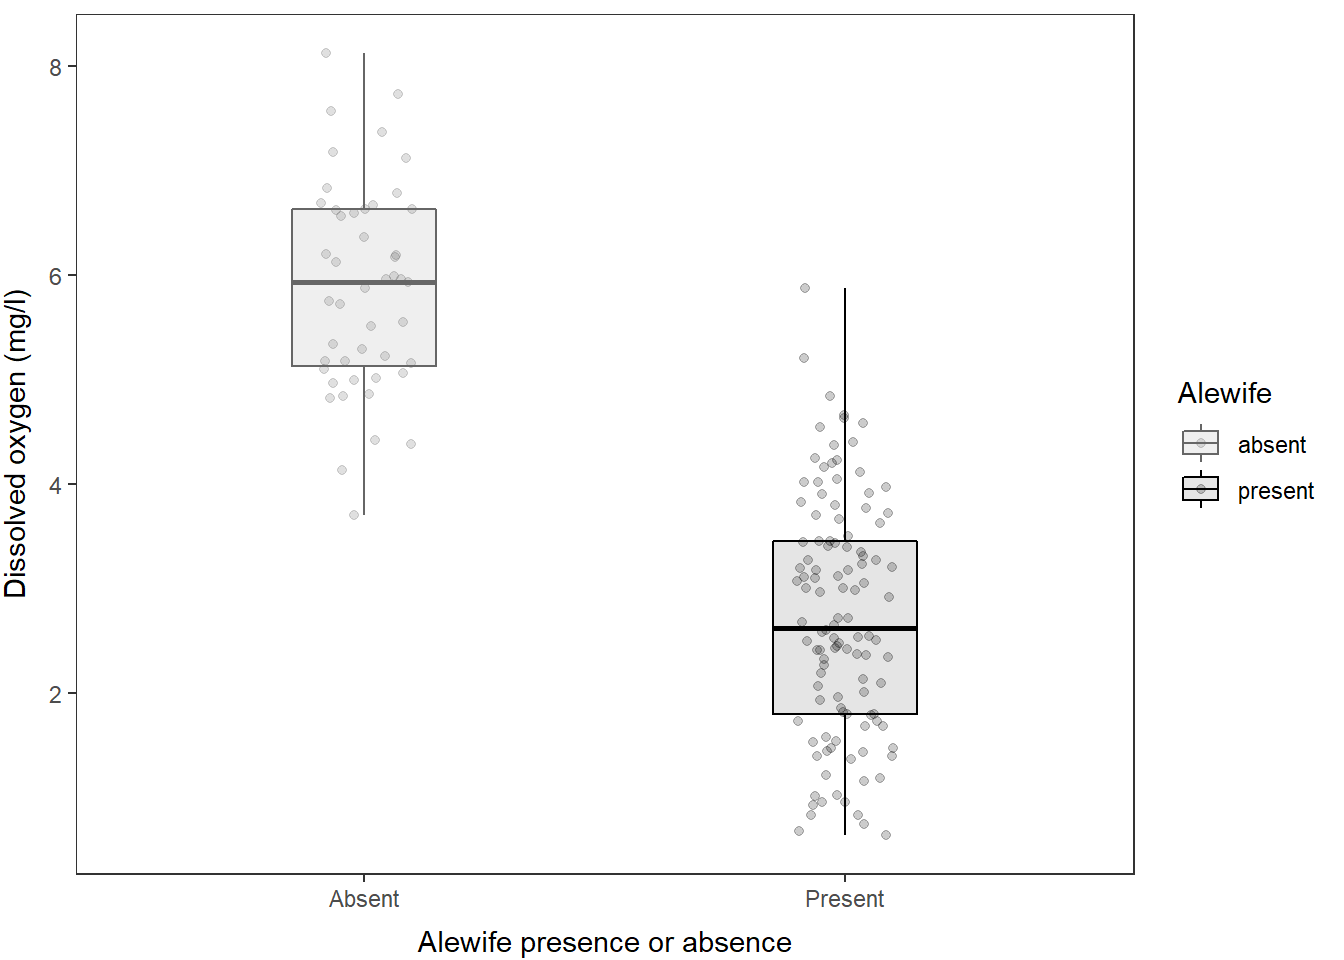 8
6
4
2
Dissolved oxygen (mg/l)
Absent
Present
Alewife presence or absence
Alewife
absent
present